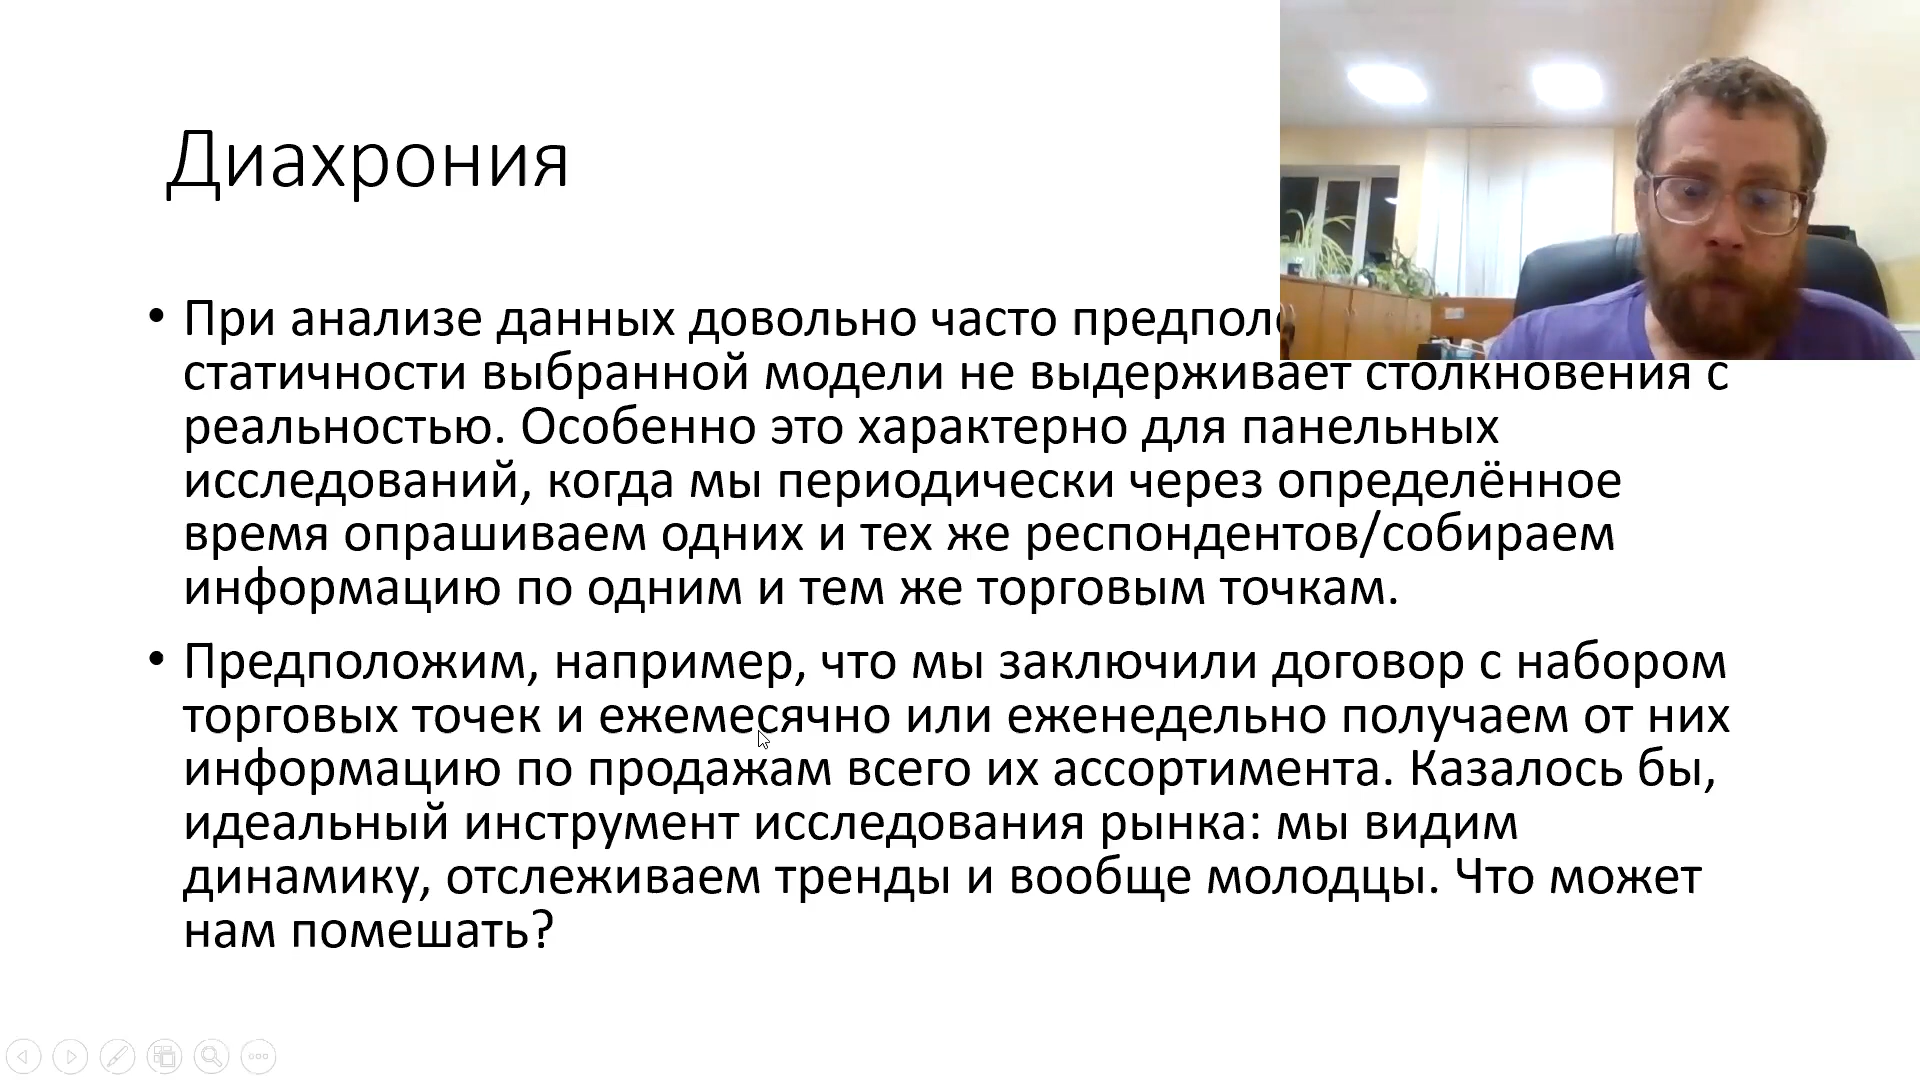 Диахрония
• При анализе данных довольно часто
статичности выбранной модели не выдерживает столкновения с
реальностью. Особенно это характерно для панельных
исследований, когда мы периодически через определённое
время опрашиваем одних и тех же респондентов/собираем
информацию по одним и тем же торговым точкам.
• Предположим, например, что мы заключили договор с набором
торговых точек и ежемесячно или еженедельно получаем от них
информацию по продажам всего их ассортимента. Казалось бы,
идеальный инструмент исследования рынка: мы видим
динамику, отслеживаем тренды и вообще молодцы. Что может
нам помешать?